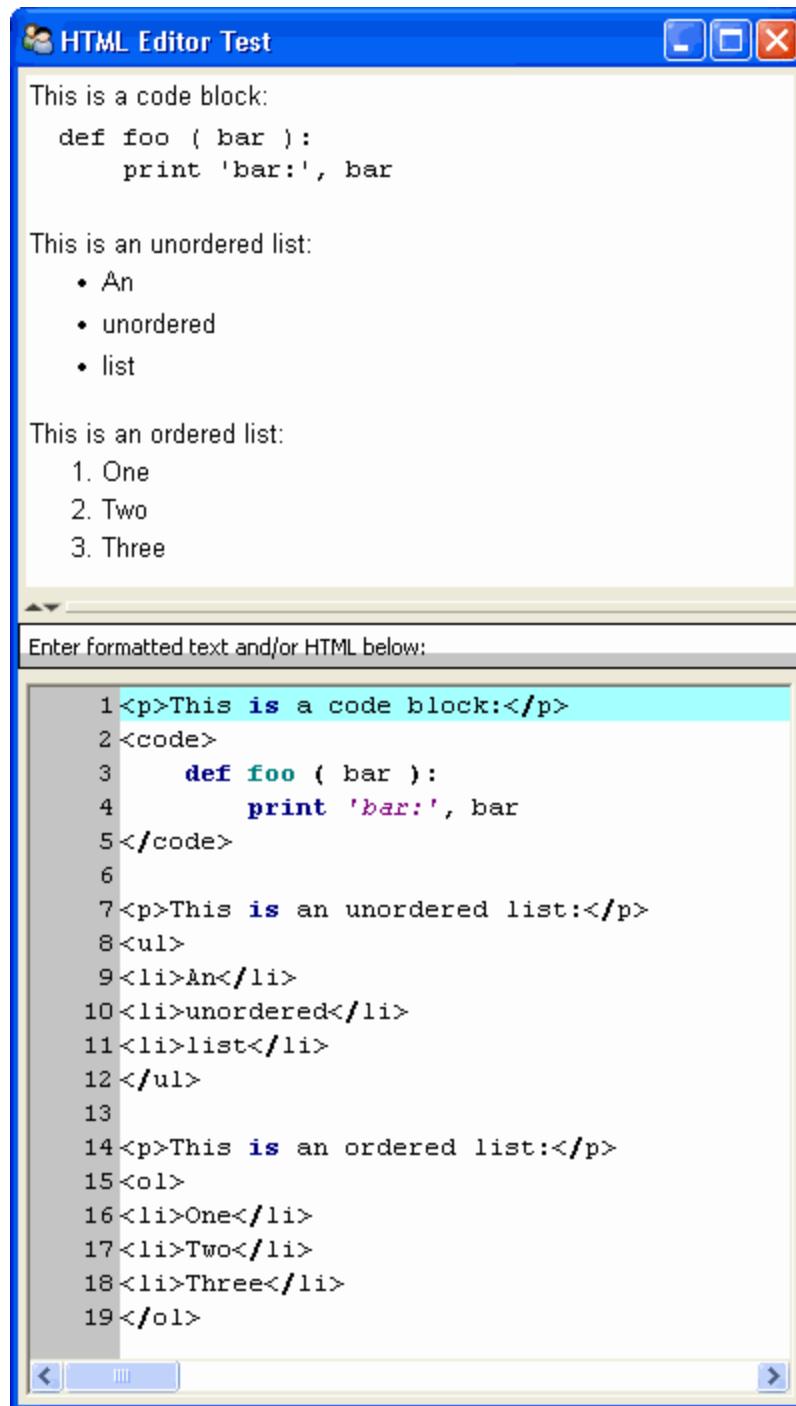 HTML Editor Test
This is a code block:
def foo ( bar ):
    print 'bar:', bar
This is an unordered list:
• An
• unordered
• list
This is an ordered list:
1. One
2. Two
3. Three
Enter formatted text and/or HTML below:
1 <p>This is a code block:</p>
2 <code>
3     def foo ( bar ):
4         print 'bar:', bar
5 </code>
6
7 <p>This is an unordered list:</p>
8 <ul>
9 <li>An</li>
10 <li>unordered</li>
11 <li>list</li>
12 </ul>
13
14 <p>This is an ordered list:</p>
15 <ol>
16 <li>One</li>
17 <li>Two</li>
18 <li>Three</li>
19 </ol>